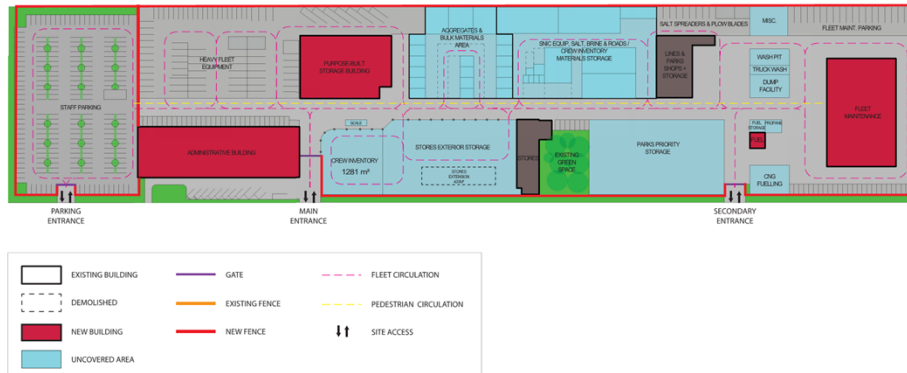 SALT SPREADERS & PLOW BLADES
MISC.
FLEET MAINT. PARKING
AGGREGATES &
BULK MATERIALS
AREA
SNIC EQUIP, SALT, BRINE & ROADS /
CREW INVENTORY
MATERIALS STORAGE
HEAVY FLEET
EQUIPMENT
PURPOSE BUILT
STORAGE BUILDING
LINES &
PARKS
SHOPS +
STORAGE
WASH PIT
TRUCK WASH
DUMP
FACILITY
STAFF PARKING
FLEET
MAINTENANCE
SCALE
FUEL
STORAGE
PROPANE
FUEL
ADMINISTRATIVE BUILDING
CREW INVENTORY
1281 m²
STORES EXTERIOR STORAGE
STORES
EXTENSION
STORES
EXISTING
GREEN
SPACE
PARKS PRIORITY
STORAGE
CNG
FUELLING
PARKING
ENTRANCE
MAIN
ENTRANCE
SECONDARY
ENTRANCE
EXISTING BUILDING
GATE
FLEET CIRCULATION
DEMOLISHED
EXISTING FENCE
PEDESTRIAN CIRCULATION
NEW BUILDING
NEW FENCE
SITE ACCESS
UNCOVERED AREA